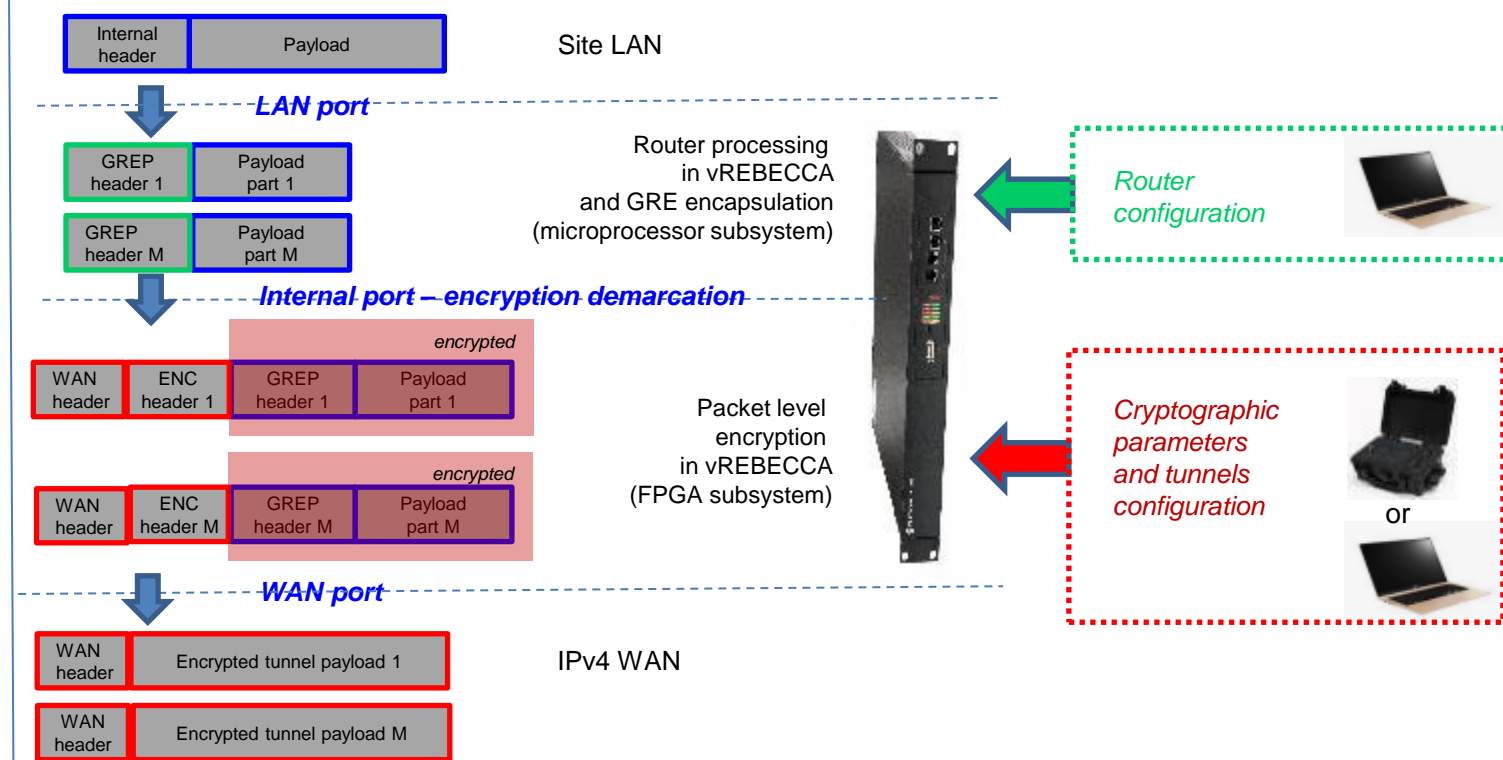 Internal
header
Payload
Site LAN
LAN port
GREP
header 1
Payload
part 1
GREP
header M
Payload
part M
Router processing
in vREBECCA
and GRE encapsulation
(microprocessor subsystem)
Router
configuration
Internal port – encryption demarcation
encrypted
WAN
header
ENC
header 1
GREP
header 1
Payload
part 1
encrypted
WAN
header
ENC
header M
GREP
header M
Payload
part M
Packet level
encryption
in vREBECCA
(FPGA subsystem)
Cryptographic
parameters
and tunnels
configuration
or
WAN port
WAN
header
Encrypted tunnel payload 1
IPv4 WAN
WAN
header
Encrypted tunnel payload M